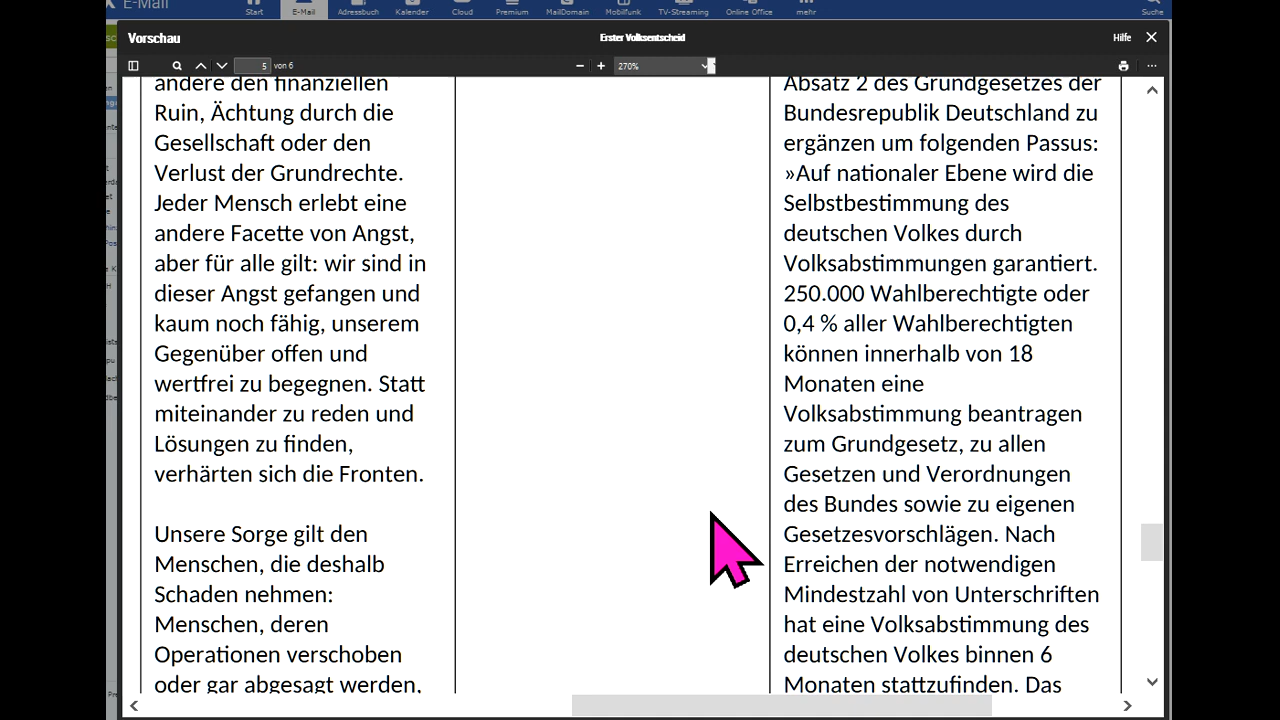 E-Mail
Start
E-Mail
Adressbuch
Kalender
Cloud
Premium
MailDomain
Mobilfunk
TV-Streaming
Online Office
mehr
Suche
Vorschau
Erster Volksentscheid
Hilfe
5 von 6
270%
andere den finanziellen
Ruin, Ächtung durch die
Gesellschaft oder den
Verlust der Grundrechte.
Jeder Mensch erlebt eine
andere Facette von Angst,
aber für alle gilt: wir sind in
dieser Angst gefangen und
kaum noch fähig, unserem
Gegenüber offen und
wertfrei zu begegnen. Statt
miteinander zu reden und
Lösungen zu finden,
verhärten sich die Fronten.
Unsere Sorge gilt den
Menschen, die deshalb
Schaden nehmen:
Menschen, deren
Operationen verschoben
oder gar abgesagt werden,
Absatz 2 des Grundgesetzes der
Bundesrepublik Deutschland zu
ergänzen um folgenden Passus:
»Auf nationaler Ebene wird die
Selbstbestimmung des
deutschen Volkes durch
Volksabstimmungen garantiert.
250.000 Wahlberechtigte oder
0,4 % aller Wahlberechtigten
können innerhalb von 18
Monaten eine
Volksabstimmung beantragen
zum Grundgesetz, zu allen
Gesetzen und Verordnungen
des Bundes sowie zu eigenen
Gesetzesvorschlägen. Nach
Erreichen der notwendigen
Mindestzahl von Unterschriften
hat eine Volksabstimmung des
deutschen Volkes binnen 6
Monaten stattzufinden. Das